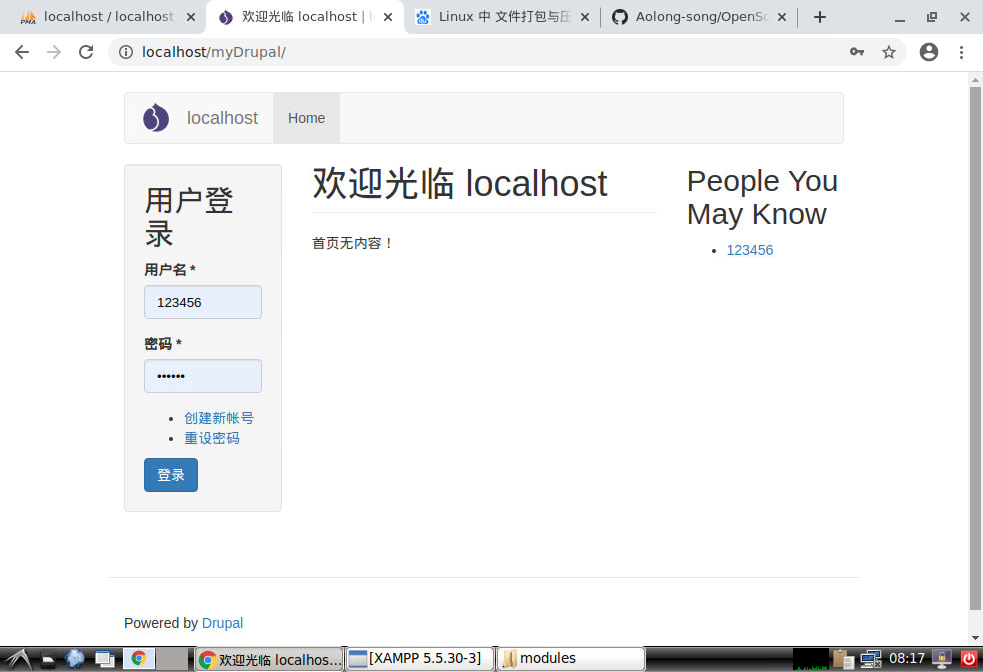 PMA localhost / localhost
欢迎光临 localhost | l
Linux 中 文件打包与压
Aolong-song/OpenSc
localhost/myDrupal/
localhost
Home
用户登
录
用户名 *
123456
密码 *
••••••
创建新帐号
重设密码
登录
欢迎光临 localhost
首页无内容！
People You
May Know
123456
Powered by Drupal
欢迎光临 localhos...
[XAMPP 5.5.30-3]
modules
08:17